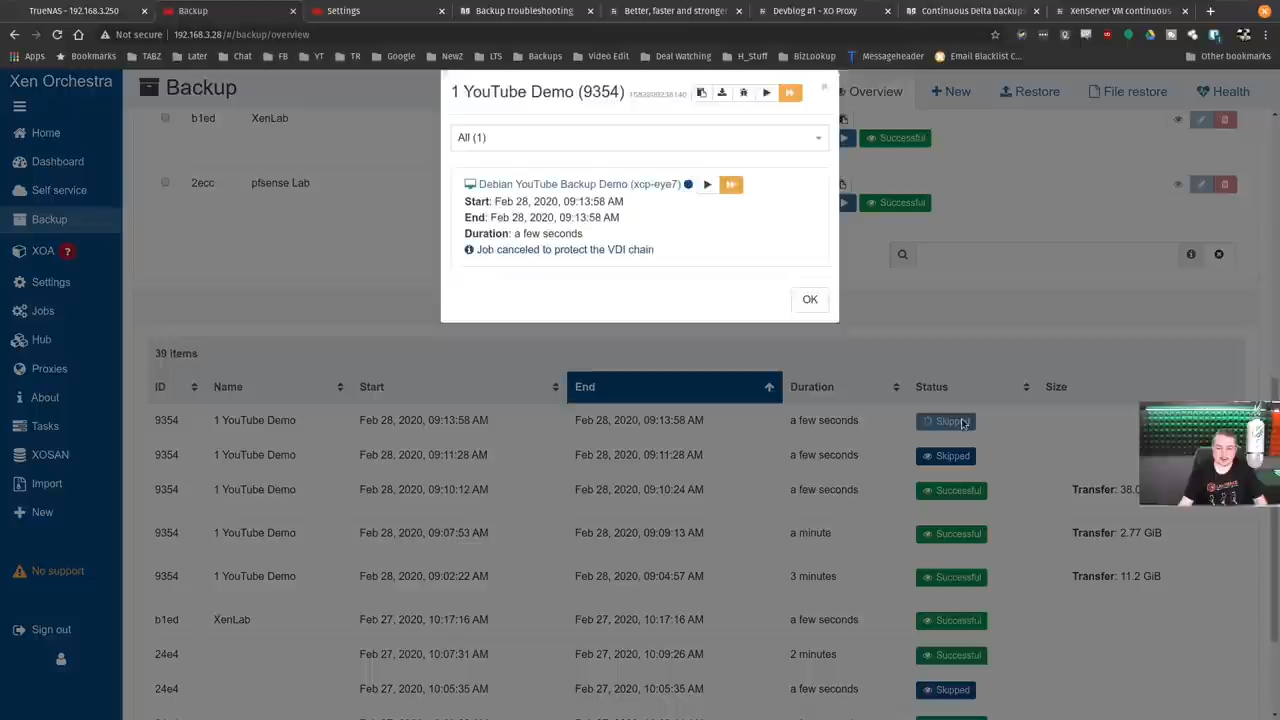 TrueNAS - 192.168.3.250
Backup
Settings
Backup troubleshooting
Better, faster and stronger
Devblog #1 - XO Proxy
Continuous Delta backups
XenServer VM continuous
Not secure
192.168.3.28/#/backup/overview
Apps
Bookmarks
TABZ
Later
Chat
FB
YT
TR
Google
NewZ
LTS
Backups
Video Edit
Deal Watching
H_Stuff
BizLookup
Messageheader
Email Blacklist C...
Other bookmarks
Xen Orchestra
Home
Dashboard
Self service
Backup
XOA ?
Settings
Jobs
Hub
Proxies
About
Tasks
XOSAN
Import
New
No support
Sign out
Backup
Overview
New
Restore
File restore
Health
b1ed XenLab
Successful
2ecc pfsense Lab
Successful
1 YouTube Demo (9354)
All (1)
Debian YouTube Backup Demo (xcp-eye7)
Start: Feb 28, 2020, 09:13:58 AM
End: Feb 28, 2020, 09:13:58 AM
Duration: a few seconds
Job canceled to protect the VDI chain
OK
39 items
ID Name Start End Duration Status Size
9354 1 YouTube Demo Feb 28, 2020, 09:13:58 AM Feb 28, 2020, 09:13:58 AM a few seconds Skipped
9354 1 YouTube Demo Feb 28, 2020, 09:11:28 AM Feb 28, 2020, 09:11:28 AM a few seconds Skipped
9354 1 YouTube Demo Feb 28, 2020, 09:10:12 AM Feb 28, 2020, 09:10:24 AM a few seconds Successful Transfer: 38.0
9354 1 YouTube Demo Feb 28, 2020, 09:07:53 AM Feb 28, 2020, 09:09:13 AM a minute Successful Transfer: 2.77 GiB
9354 1 YouTube Demo Feb 28, 2020, 09:02:22 AM Feb 28, 2020, 09:04:57 AM 3 minutes Successful Transfer: 11.2 GiB
b1ed XenLab Feb 27, 2020, 10:17:16 AM Feb 27, 2020, 10:17:16 AM a few seconds Successful
24e4 Feb 27, 2020, 10:07:31 AM Feb 27, 2020, 10:09:26 AM 2 minutes Successful
24e4 Feb 27, 2020, 10:05:35 AM Feb 27, 2020, 10:05:35 AM a few seconds Skipped